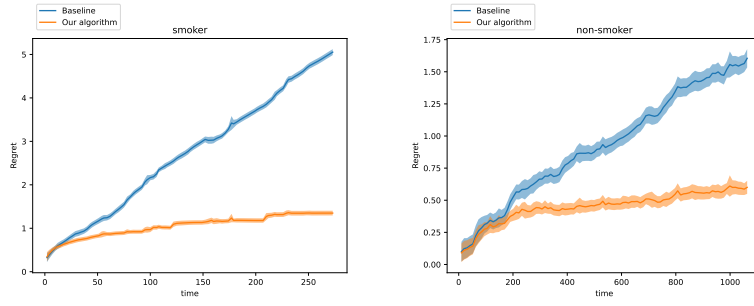 Baseline
Our algorithm
smoker
5
4
3
2
1
0
Regret
0
50
100
150
200
250
time
Baseline
Our algorithm
non-smoker
1.75
1.50
1.25
1.00
0.75
0.50
0.25
0.00
Regret
0
200
400
600
800
1000
time